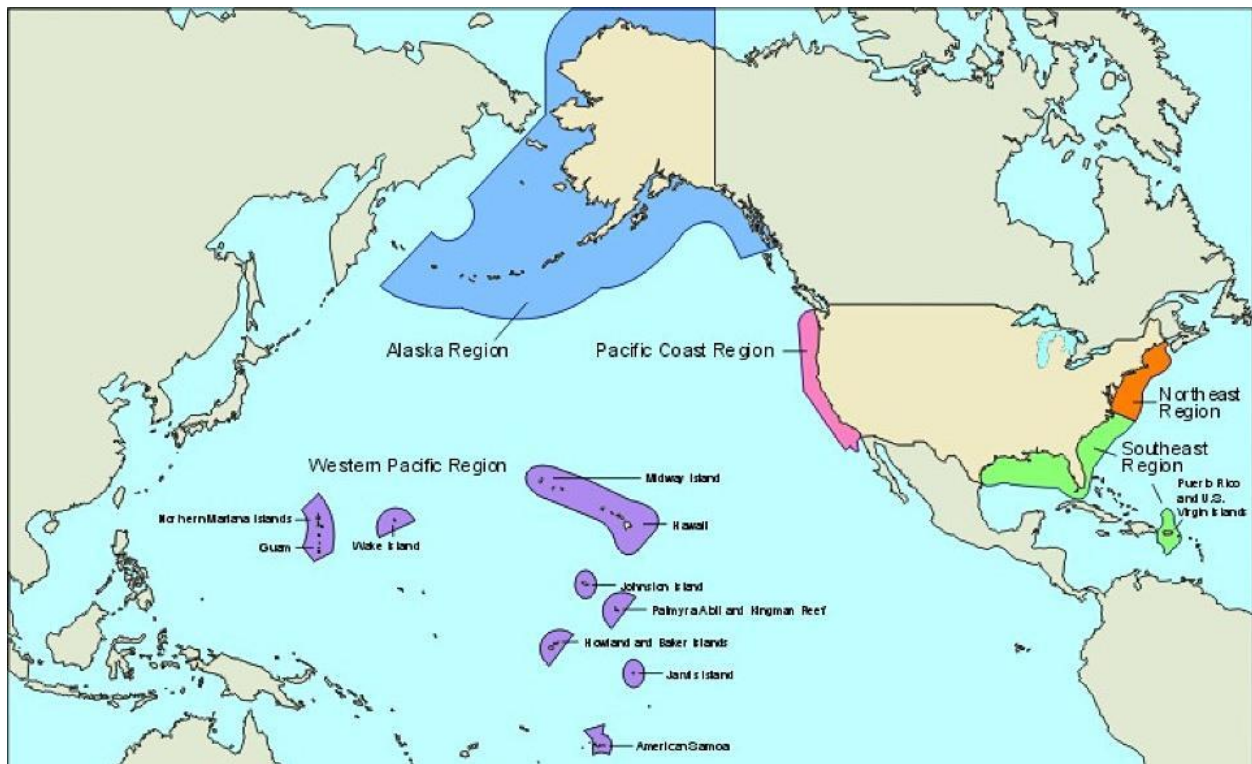 Alaska Region
Pacific Coast Region
Northeast
Region
Southeast
Region
Puerto Rico
and U.S.
Virgin Islands
Western Pacific Region
Midway Island
Northern Mariana Islands
Hawaii
Guam
Wake Island
Johnston Island
Palmyra Atoll and Kingman Reef
Howland and Baker Islands
Jarvis Island
American Samoa